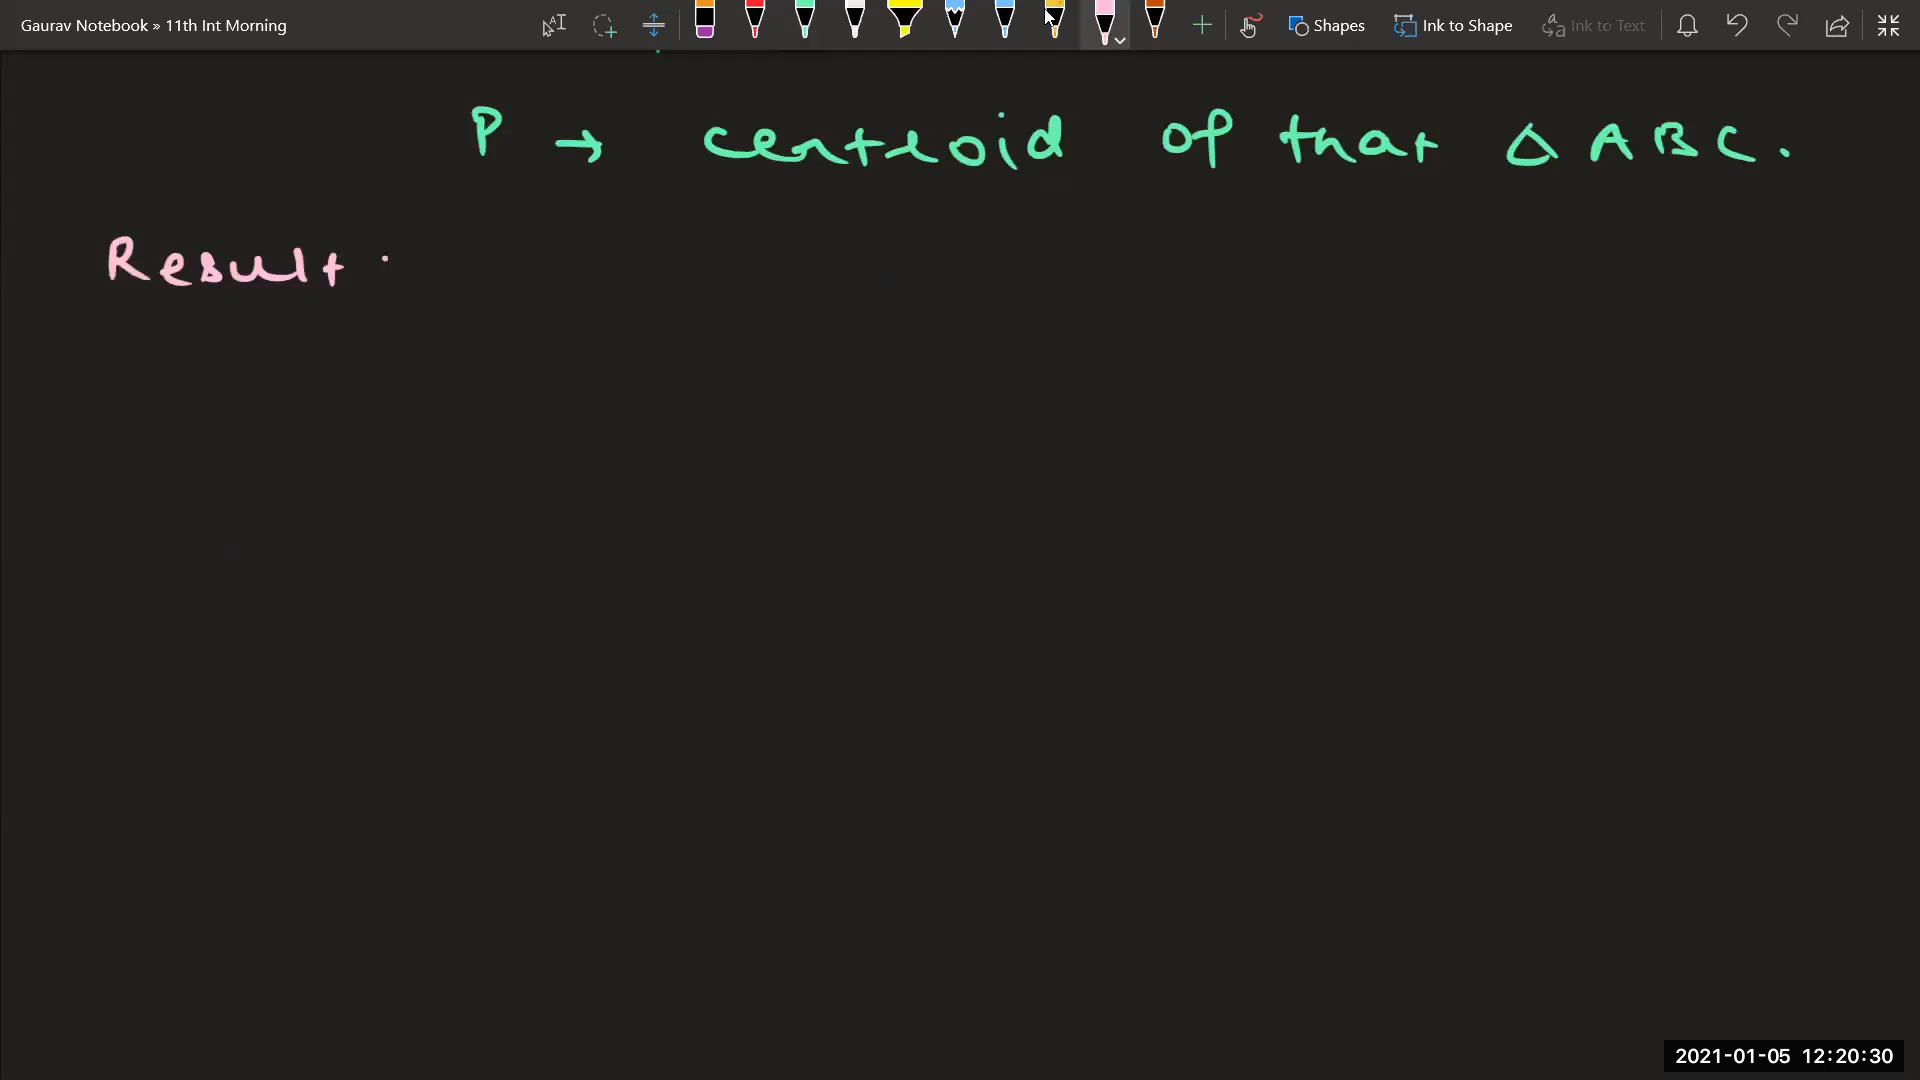 Gaurav Notebook » 11th Int Morning
Shapes
Ink to Shape
Ink to Text
P → centroid of that △ ABC.
Result :
2021-01-05 12:20:30